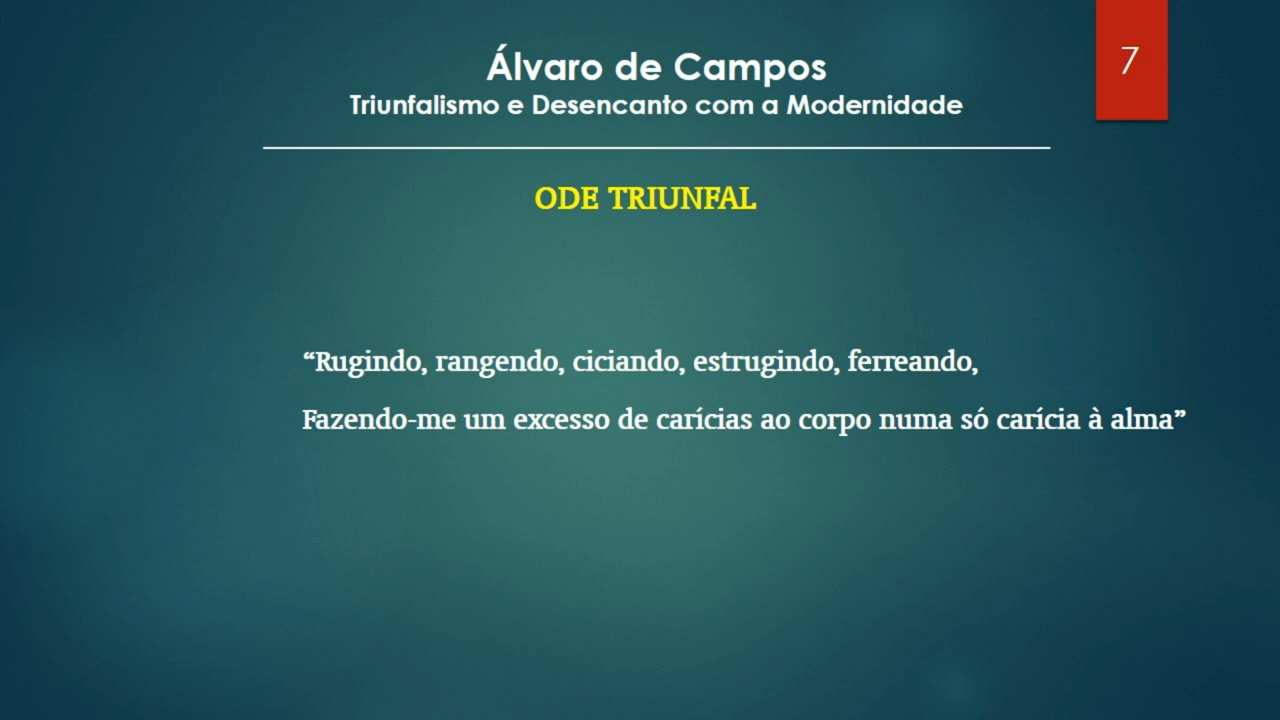 Álvaro de Campos
7
Triunfalismo e Desencanto com a Modernidade
ODE TRIUNFAL
“Rugindo, rangendo, ciciando, estrugindo, ferreando,
Fazendo-me um excesso de carícias ao corpo numa só carícia à alma”